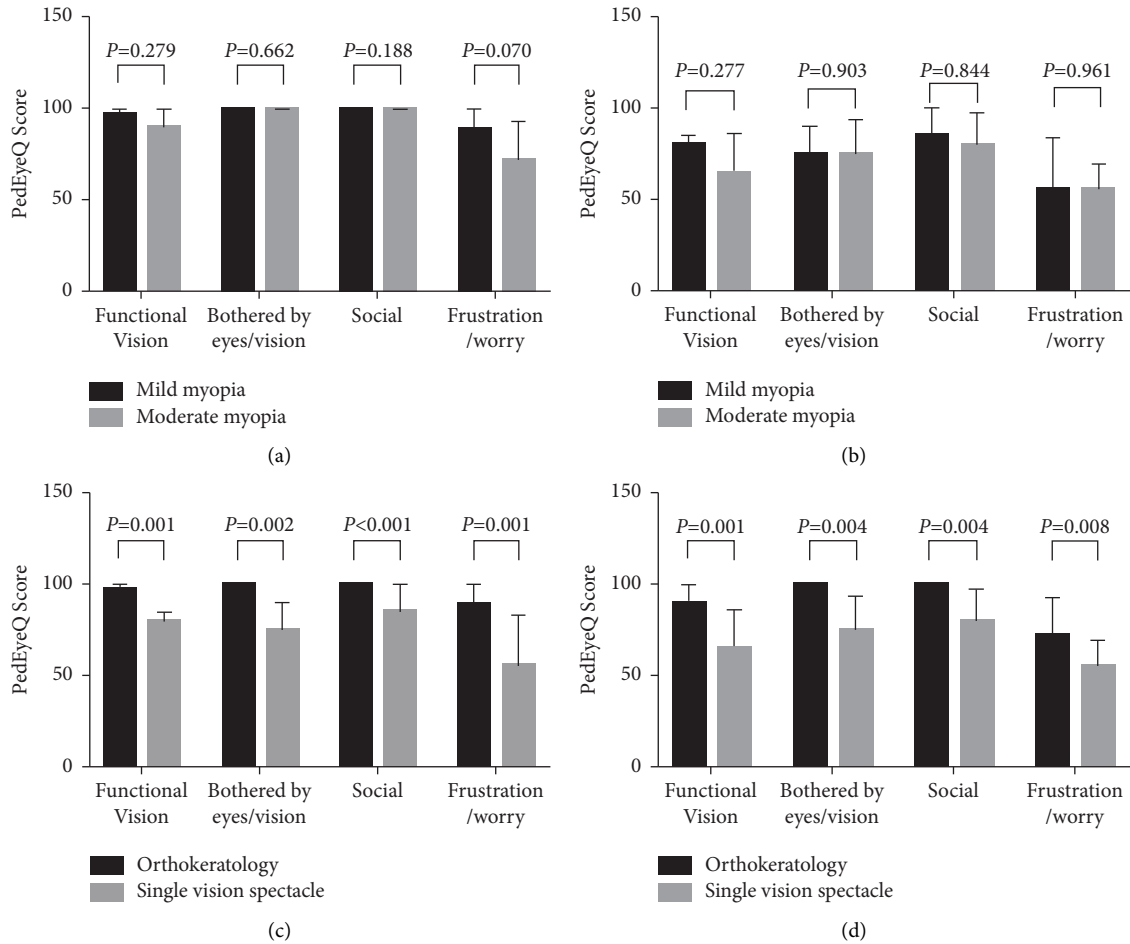 150
P=0.279
P=0.662
P=0.188
P=0.070
100
PedEyeQ Score
50
0
Functional
Vision
Bothered by
eyes/vision
Social
Frustration
/worry
Mild myopia
Moderate myopia
(a)
150
P=0.277
P=0.903
P=0.844
P=0.961
100
PedEyeQ Score
50
0
Functional
Vision
Bothered by
eyes/vision
Social
Frustration
/worry
Mild myopia
Moderate myopia
(b)
150
P=0.001
P=0.002
P<0.001
P=0.001
100
PedEyeQ Score
50
0
Functional
Vision
Bothered by
eyes/vision
Social
Frustration
/worry
Orthokeratology
Single vision spectacle
(c)
150
P=0.001
P=0.004
P=0.004
P=0.008
100
PedEyeQ Score
50
0
Functional
Vision
Bothered by
eyes/vision
Social
Frustration
/worry
Orthokeratology
Single vision spectacle
(d)